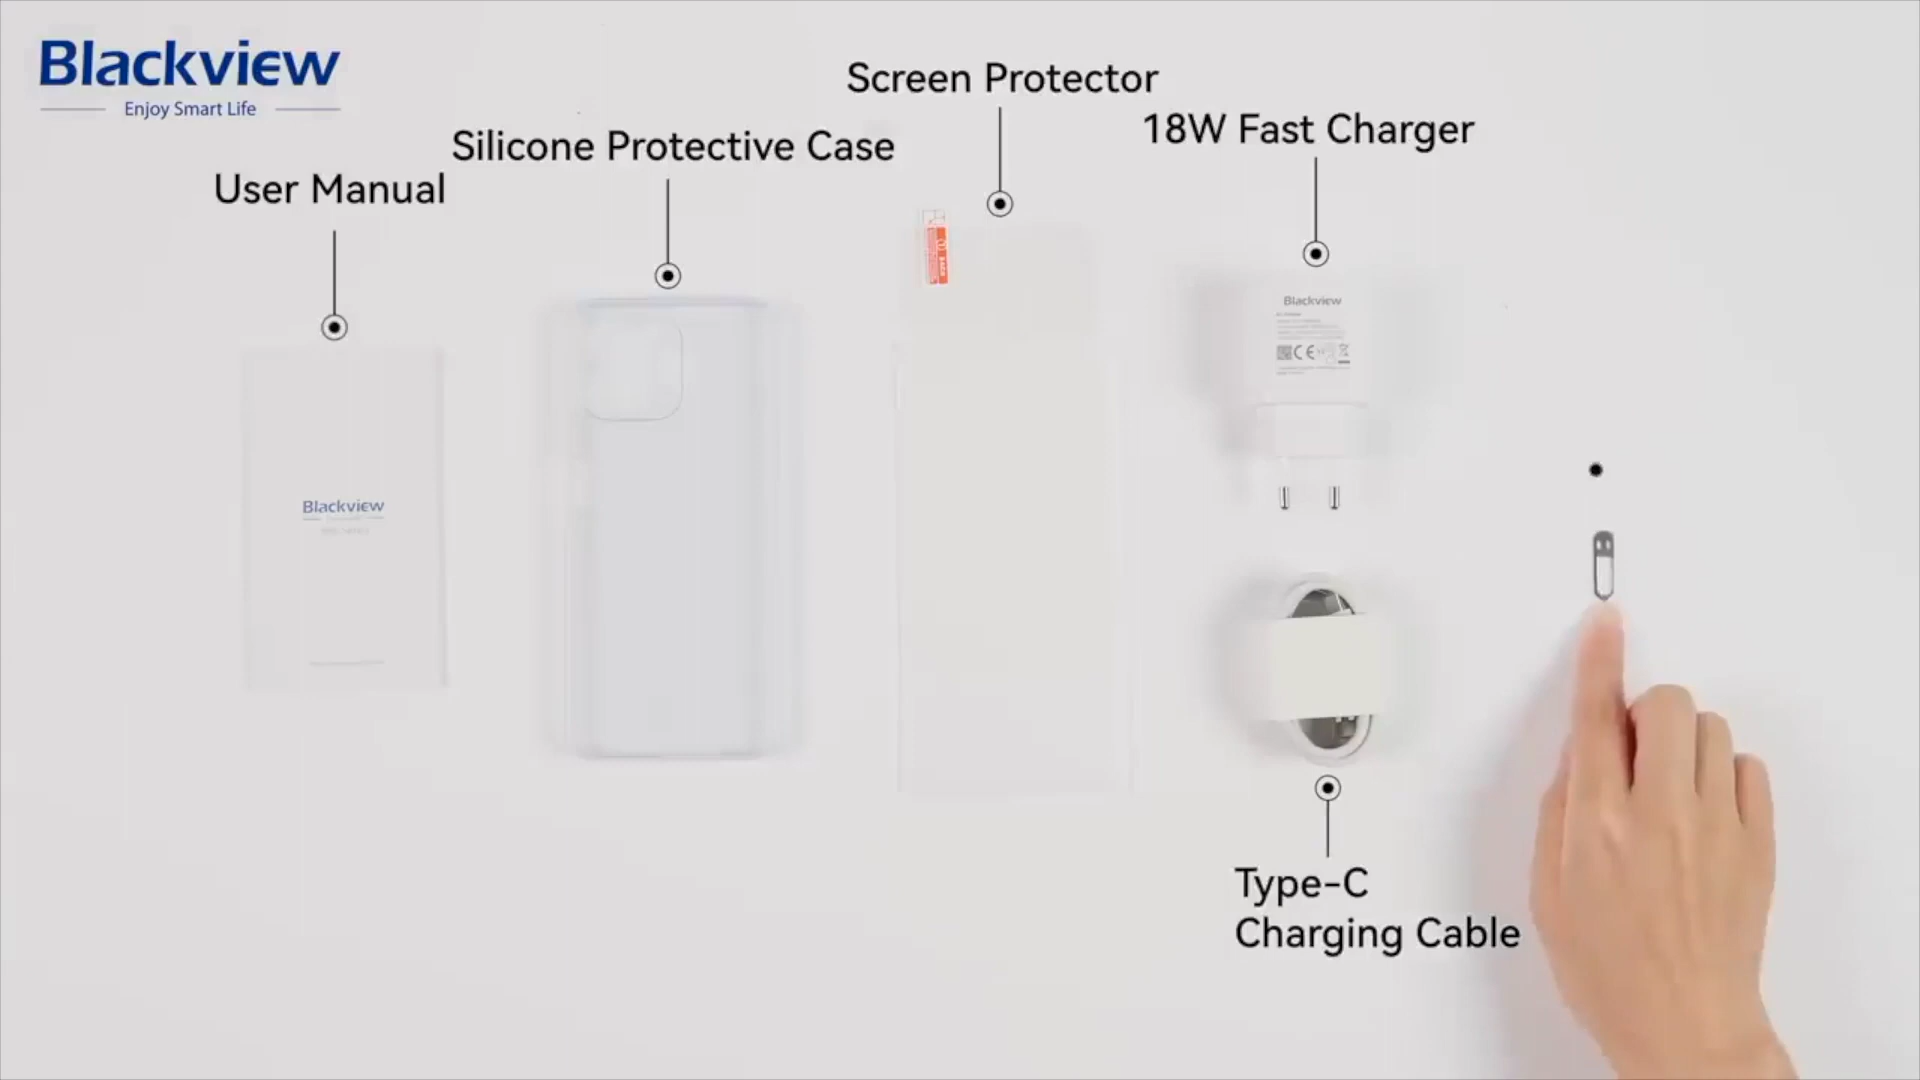 Blackview
Enjoy Smart Life
Screen Protector
18W Fast Charger
Silicone Protective Case
User Manual
Blackview
Blackview
Type-C
Charging Cable